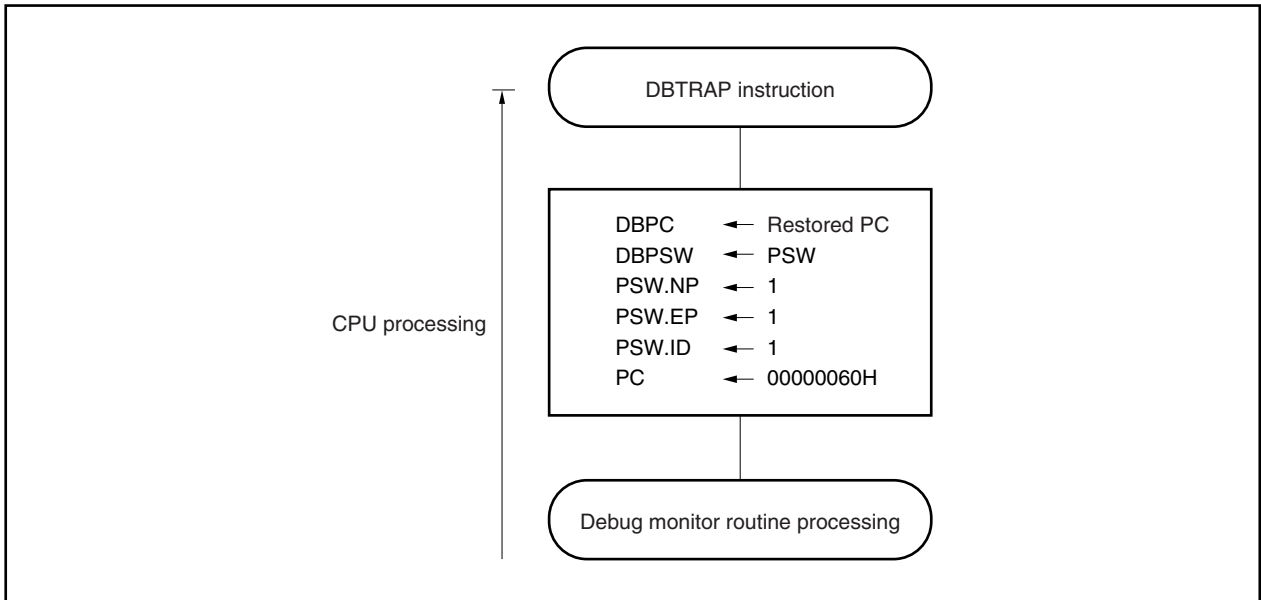 DBTRAP instruction
CPU processing
DBPC ← Restored PC
DBPSW ← PSW
PSW.NP ← 1
PSW.EP ← 1
PSW.ID ← 1
PC ← 00000060H
Debug monitor routine processing